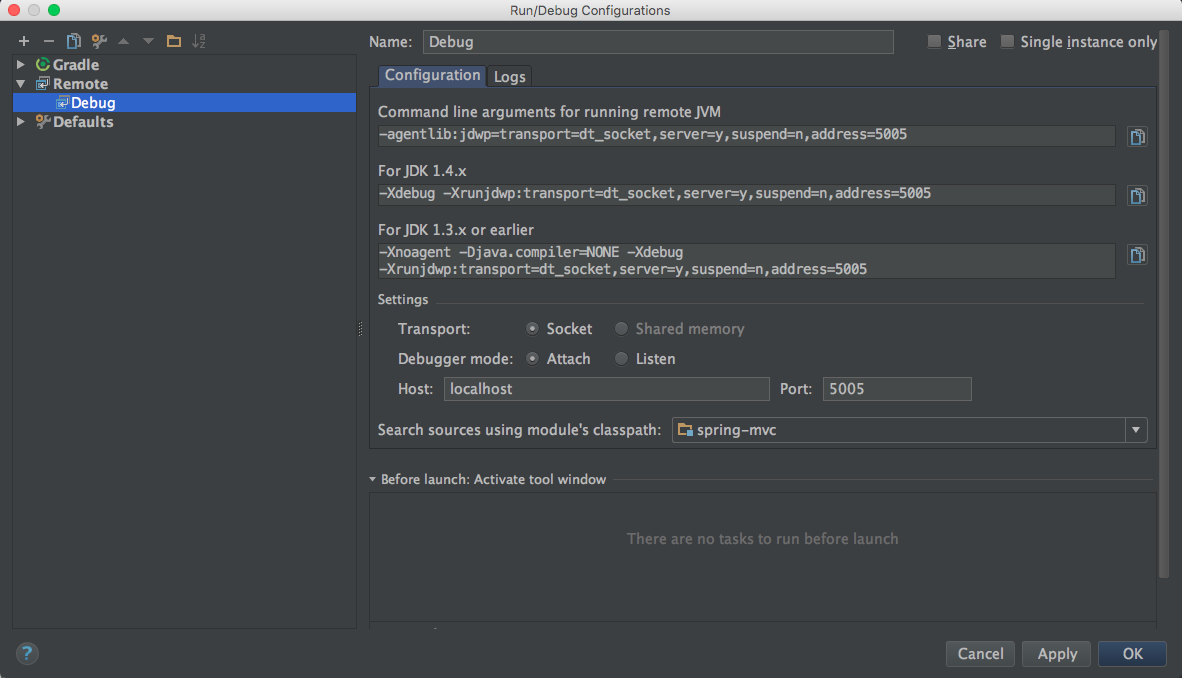 Run/Debug Configurations
Gradle
Remote
Debug
Defaults
Name: Debug
Share
Single instance only
Configuration
Logs
Command line arguments for running remote JVM
-agentlib:jdwp=transport=dt_socket,server=y,suspend=n,address=5005
For JDK 1.4.x
-Xdebug -Xrunjdwp:transport=dt_socket,server=y,suspend=n,address=5005
For JDK 1.3.x or earlier
-Xnoagent -Djava.compiler=NONE -Xdebug
-Xrunjdwp:transport=dt_socket,server=y,suspend=n,address=5005
Settings
Transport: Socket Shared memory
Debugger mode: Attach Listen
Host: localhost Port: 5005
Search sources using module's classpath: spring-mvc
Before launch: Activate tool window
There are no tasks to run before launch
?
Cancel Apply OK